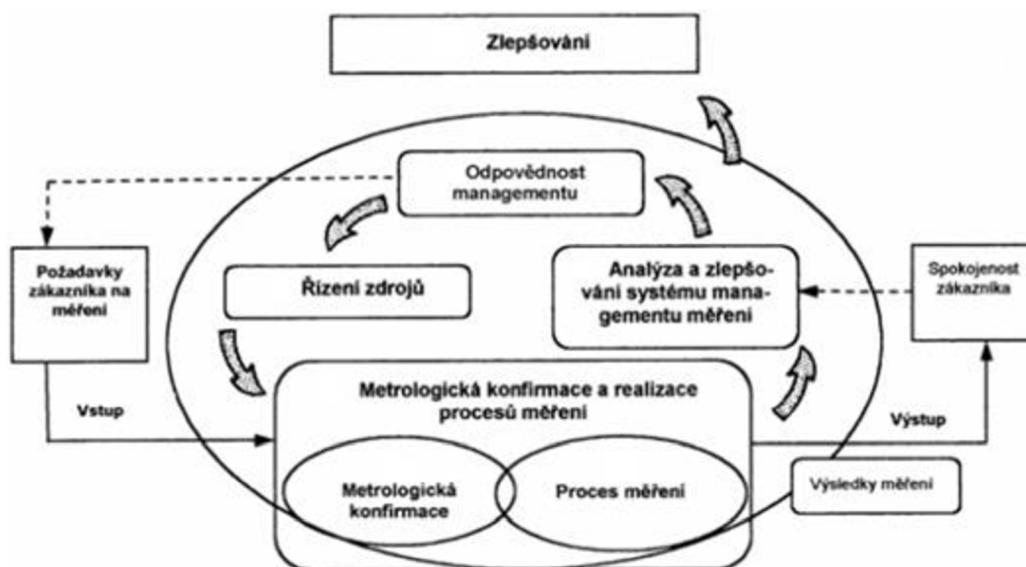 Zlepšování
Odpovědnost
managementu
Požadavky
zákazníka na
měření
Řízení zdrojů
Analýza a zlepšo-
vání systému mana-
gementu měření
Spokojenost
zákazníka
Metrologická konfirmace a realizace
procesů měření
Vstup
Výstup
Metrologická
konfirmace
Proces měření
Výsledky měření